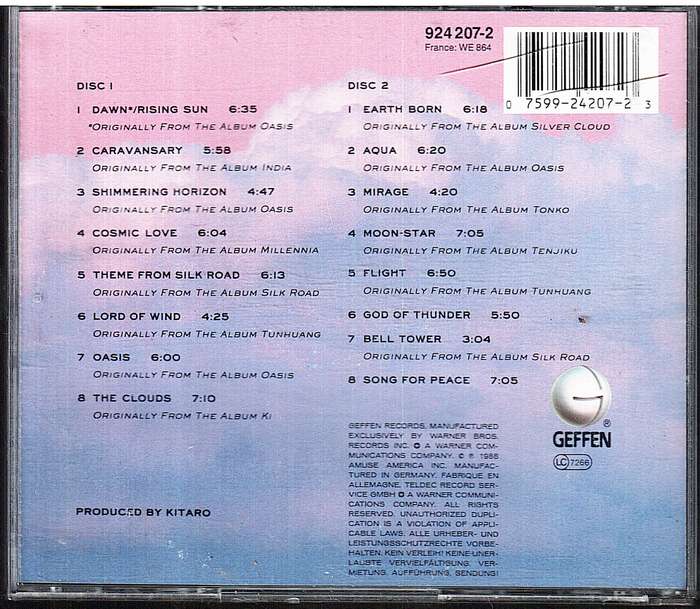 924 207-2
France: WE 864
0 7599-24207-2 3
DISC 1
1 DAWN*/RISING SUN 6:35
*ORIGINALLY FROM THE ALBUM OASIS
2 CARAVANSARY 5:58
ORIGINALLY FROM THE ALBUM INDIA
3 SHIMMERING HORIZON 4:47
ORIGINALLY FROM THE ALBUM OASIS
4 COSMIC LOVE 6:04
ORIGINALLY FROM THE ALBUM MILLENNIA
5 THEME FROM SILK ROAD 6:13
ORIGINALLY FROM THE ALBUM SILK ROAD
6 LORD OF WIND 4:25
ORIGINALLY FROM THE ALBUM TUNHUANG
7 OASIS 6:00
ORIGINALLY FROM THE ALBUM OASIS
8 THE CLOUDS 7:10
ORIGINALLY FROM THE ALBUM KI
PRODUCED BY KITARO
DISC 2
1 EARTH BORN 6:18
ORIGINALLY FROM THE ALBUM SILVER CLOUD
2 AQUA 6:20
ORIGINALLY FROM THE ALBUM OASIS
3 MIRAGE 4:20
ORIGINALLY FROM THE ALBUM TONKO
4 MOON-STAR 7:05
ORIGINALLY FROM THE ALBUM TENJIKU
5 FLIGHT 6:50
ORIGINALLY FROM THE ALBUM TUNHUANG
6 GOD OF THUNDER 5:50
7 BELL TOWER 3:04
ORIGINALLY FROM THE ALBUM SILK ROAD
8 SONG FOR PEACE 7:05
GEFFEN RECORDS, MANUFACTURED
EXCLUSIVELY BY WARNER BROS.
RECORDS INC. A WARNER COM-
MUNICATIONS COMPANY. ℗ © 1986
AMUSE AMERICA INC. MANUFAC-
TURED IN GERMANY. FABRIQUE EN
ALLEMAGNE. TELDEC RECORD SER-
VICE GMBH A WARNER COMMUNI-
CATIONS COMPANY. ALL RIGHTS
RESERVED. UNAUTHORIZED DUPLI-
CATION IS A VIOLATION OF APPLI-
CABLE LAWS. ALLE URHEBER- UND
LEISTUNGSSCHUTZRECHTE VORBE-
HALTEN. KEIN VERLEIH! KEINE UNER-
LAUBTE VERVIELFÄLTIGUNG, VER-
MIETUNG, AUFFÜHRUNG, SENDUNG!
GEFFEN ®
LC 7266